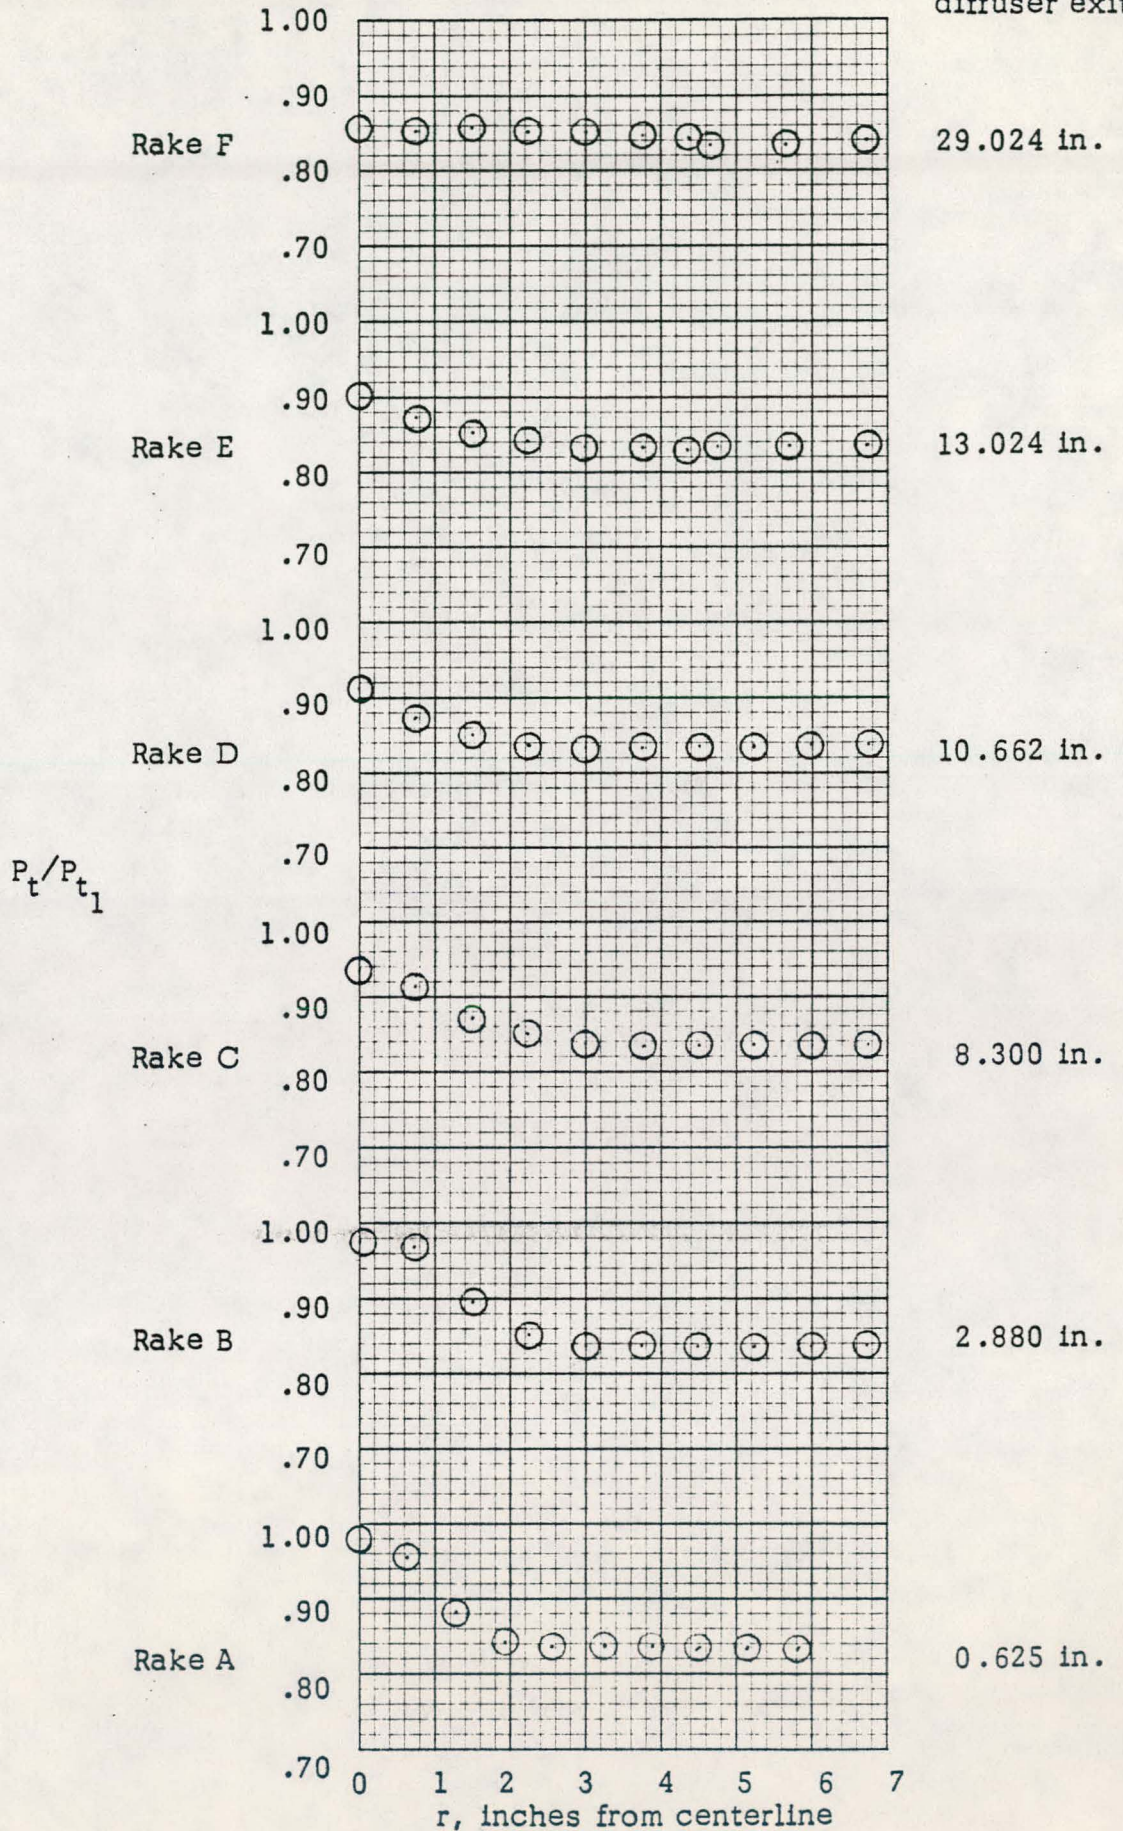 diffuser exit
1.00
.90
Rake F
29.024 in.
.80
.70
1.00
.90
Rake E
13.024 in.
.80
.70
1.00
.90
Rake D
10.662 in.
.80
.70
Pt/Pt1
1.00
.90
Rake C
8.300 in.
.80
.70
1.00
.90
Rake B
2.880 in.
.80
.70
1.00
.90
Rake A
0.625 in.
.80
.70
0 1 2 3 4 5 6 7
r, inches from centerline